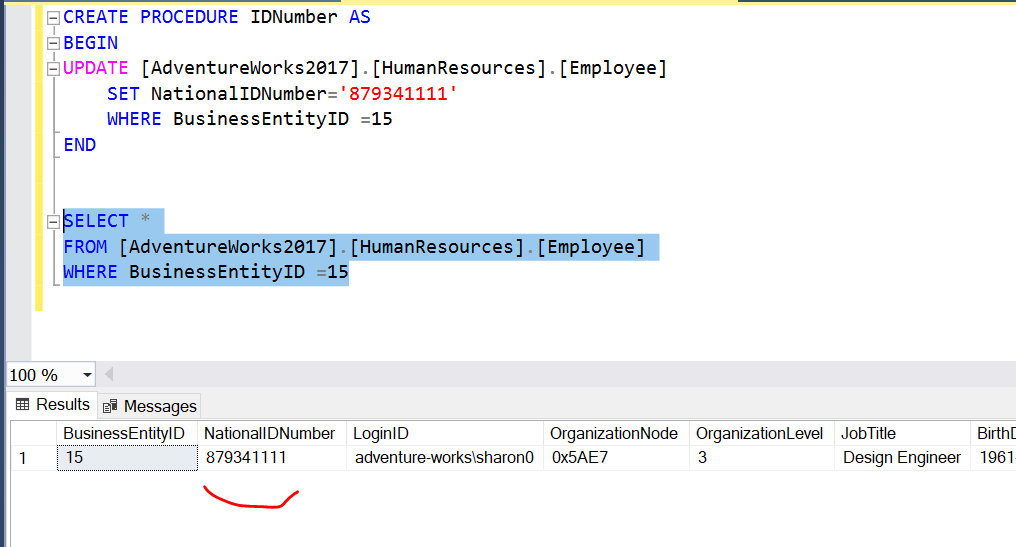 CREATE PROCEDURE IDNumber AS
BEGIN
UPDATE [AdventureWorks2017].[HumanResources].[Employee]
SET NationalIDNumber='879341111'
WHERE BusinessEntityID =15
END
SELECT *
FROM [AdventureWorks2017].[HumanResources].[Employee]
WHERE BusinessEntityID =15
100 %
Results Messages
BusinessEntityID NationalIDNumber LoginID OrganizationNode OrganizationLevel JobTitle BirthD
1 15 879341111 adventure-works\sharon0 0x5AE7 3 Design Engineer 1961